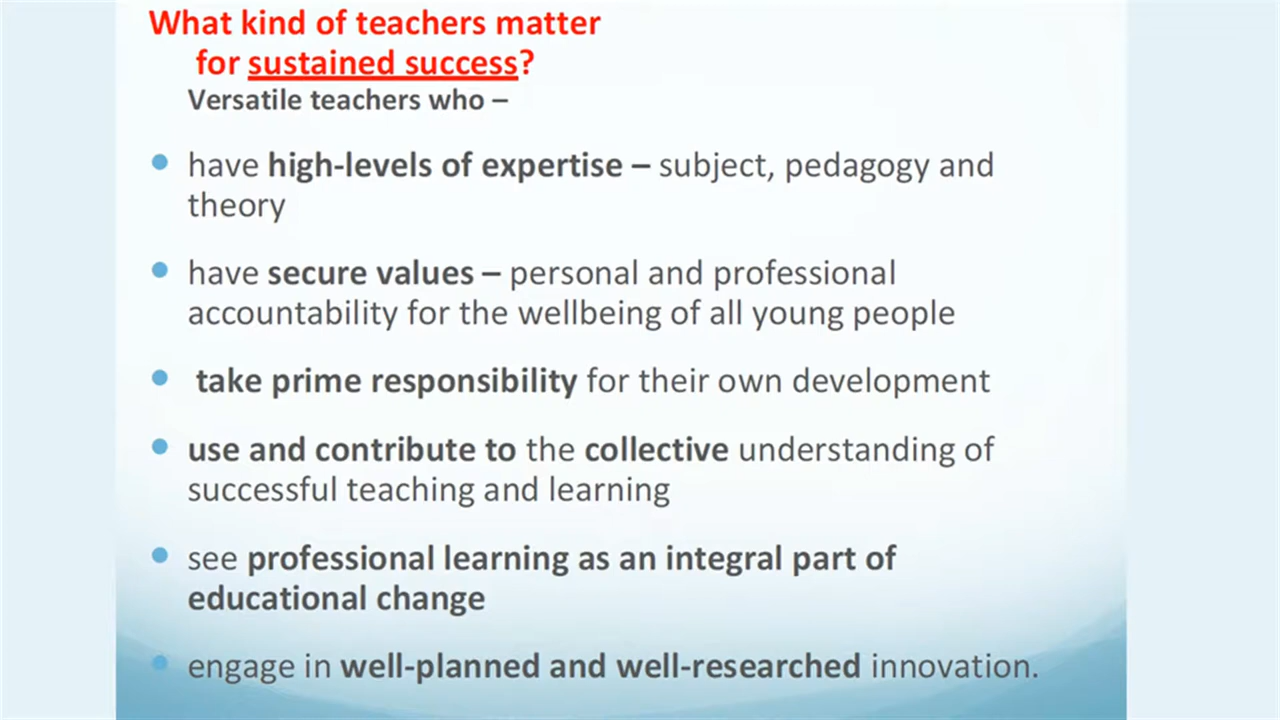 What kind of teachers matter
for sustained success?
Versatile teachers who –
• have high-levels of expertise – subject, pedagogy and
theory
• have secure values – personal and professional
accountability for the wellbeing of all young people
• take prime responsibility for their own development
• use and contribute to the collective understanding of
successful teaching and learning
• see professional learning as an integral part of
educational change
• engage in well-planned and well-researched innovation.